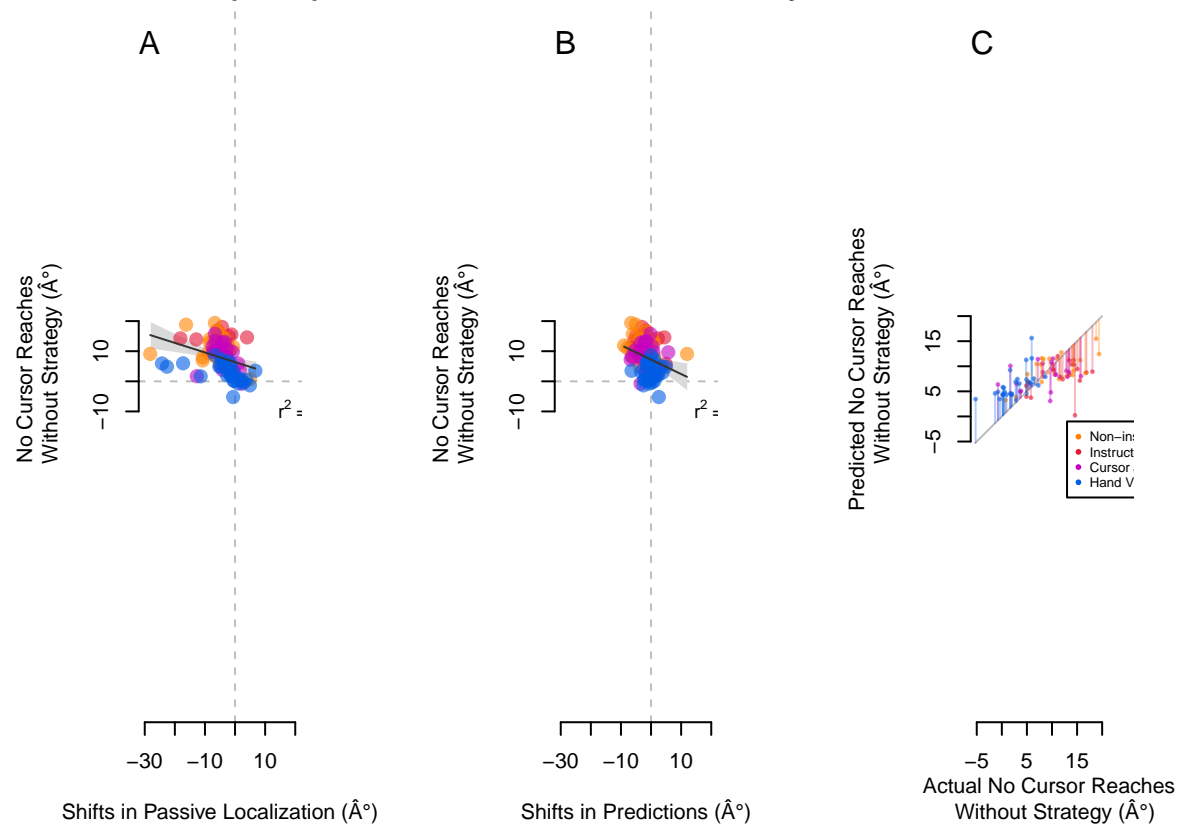 A
B
C
No Cursor Reaches
Without Strategy (Â°)
10
−10
r² =
−30 −10 10
Shifts in Passive Localization (Â°)
No Cursor Reaches
Without Strategy (Â°)
10
−10
r² =
−30 −10 10
Shifts in Predictions (Â°)
Predicted No Cursor Reaches
Without Strategy (Â°)
15
5
−5
Non−ins
Instruct
Cursor
Hand V
−5 5 15
Actual No Cursor Reaches
Without Strategy (Â°)